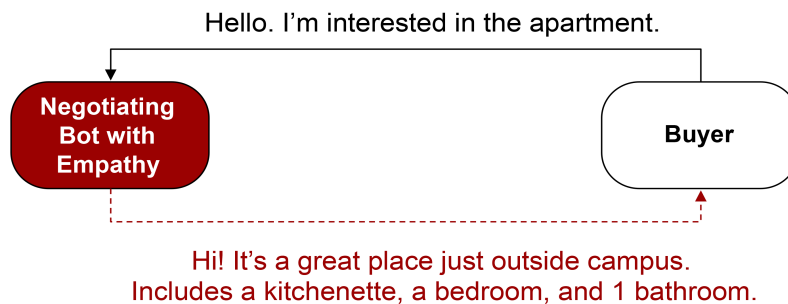 Hello. I’m interested in the apartment.
Negotiating
Bot with
Empathy
Buyer
Hi! It’s a great place just outside campus.
Includes a kitchenette, a bedroom, and 1 bathroom.